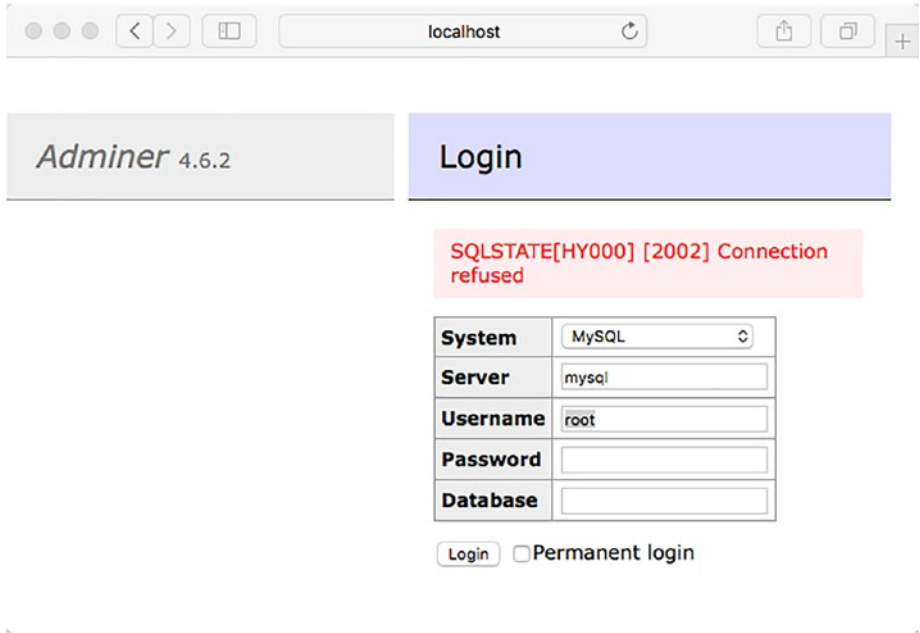 localhost
Adminer 4.6.2
Login
SQLSTATE[HY000] [2002] Connection
refused
System MySQL
Server mysql
Username root
Password
Database
Login Permanent login